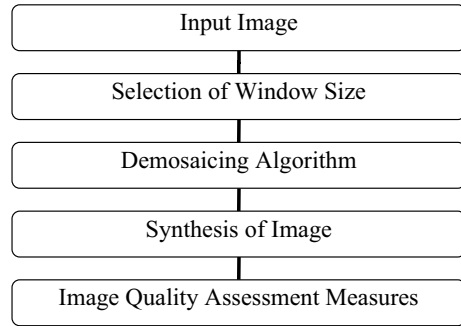 Input Image
Selection of Window Size
Demosaicing Algorithm
Synthesis of Image
Image Quality Assessment Measures